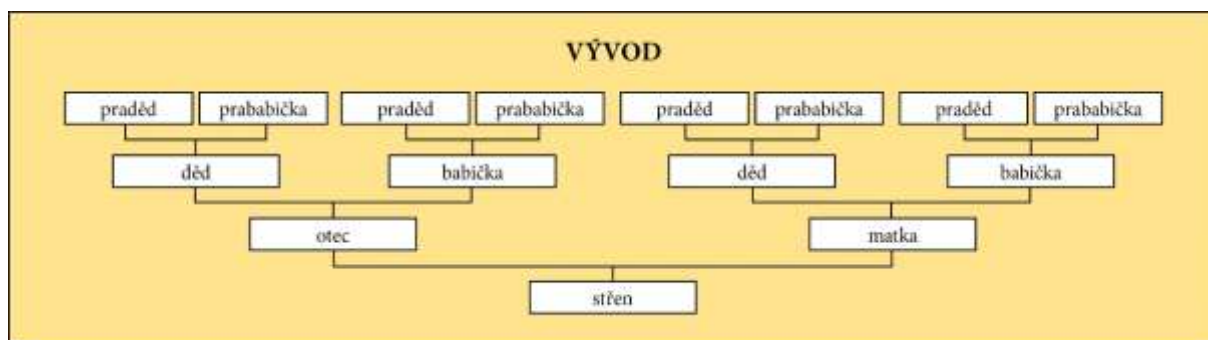 VÝVOD
praděd prababička praděd prababička praděd prababička praděd prababička
děd babička děd babička
otec matka
střen